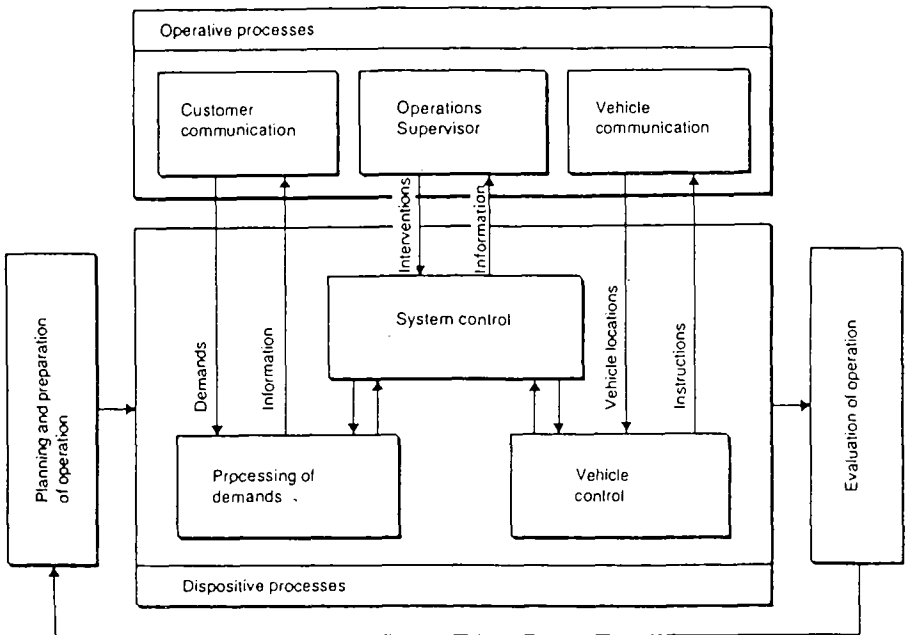 Operative processes
Customer
communication
Operations
Supervisor
Vehicle
communication
Interventions
Information
Demands
Information
Vehicle locations
Instructions
System control
Planning and preparation
of operation
Evaluation of operation
Processing of
demands
Vehicle
control
Dispositive processes